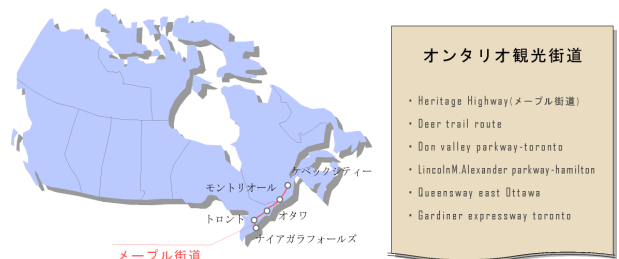 オンタリオ観光街道
・Heritage Highway(メープル街道)
・Deer trail route
・Don valley parkway-toronto
・LincolnM.Alexander parkway-hamilton
・Queensway east Ottawa
・Gardiner expressway toronto
ケベックシティー
モントリオール
オタワ
トロント
ナイアガラフォールズ
メープル街道